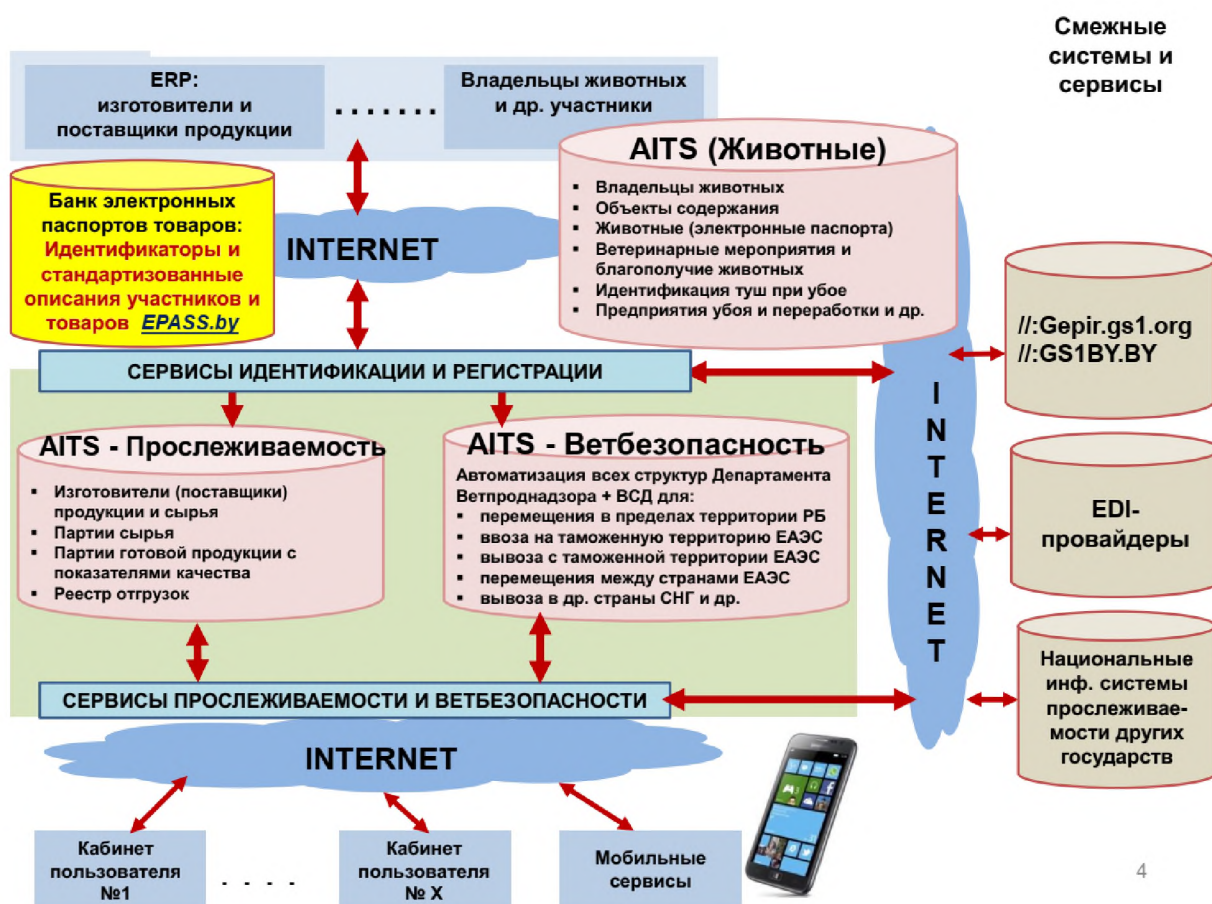 Смежные
системы и
сервисы
ERP:
изготовители и
поставщики продукции
. . . . . . .
Владельцы животных
и др. участники
Банк электронных
паспортов товаров:
Идентификаторы и
стандартизованные
описания участников и
товаров EPASS.by
INTERNET
AITS (Животные)
▪ Владельцы животных
▪ Объекты содержания
▪ Животные (электронные паспорта)
▪ Ветеринарные мероприятия и
благополучие животных
▪ Идентификация туш при убое
▪ Предприятия убоя и переработки и др.
СЕРВИСЫ ИДЕНТИФИКАЦИИ И РЕГИСТРАЦИИ
AITS - Прослеживаемость
▪ Изготовители (поставщики)
продукции и сырья
▪ Партии сырья
▪ Партии готовой продукции с
показателями качества
▪ Реестр отгрузок
AITS - Ветбезопасность
Автоматизация всех структур Департамента
Ветпроднадзора + ВСД для:
▪ перемещения в пределах территории РБ
▪ ввоза на таможенную территорию ЕАЭС
▪ вывоза с таможенной территории ЕАЭС
▪ перемещения между странами ЕАЭС
▪ вывоза в др. страны СНГ и др.
INTERNET
//:Gepir.gs1.org
//:GS1BY.BY
EDI-
провайдеры
Национальные
инф. системы
прослеживае-
мости других
государств
СЕРВИСЫ ПРОСЛЕЖИВАЕМОСТИ И ВЕТБЕЗОПАСНОСТИ
INTERNET
Кабинет
пользователя
№1
. . . .
Кабинет
пользователя
№ X
Мобильные
сервисы
4